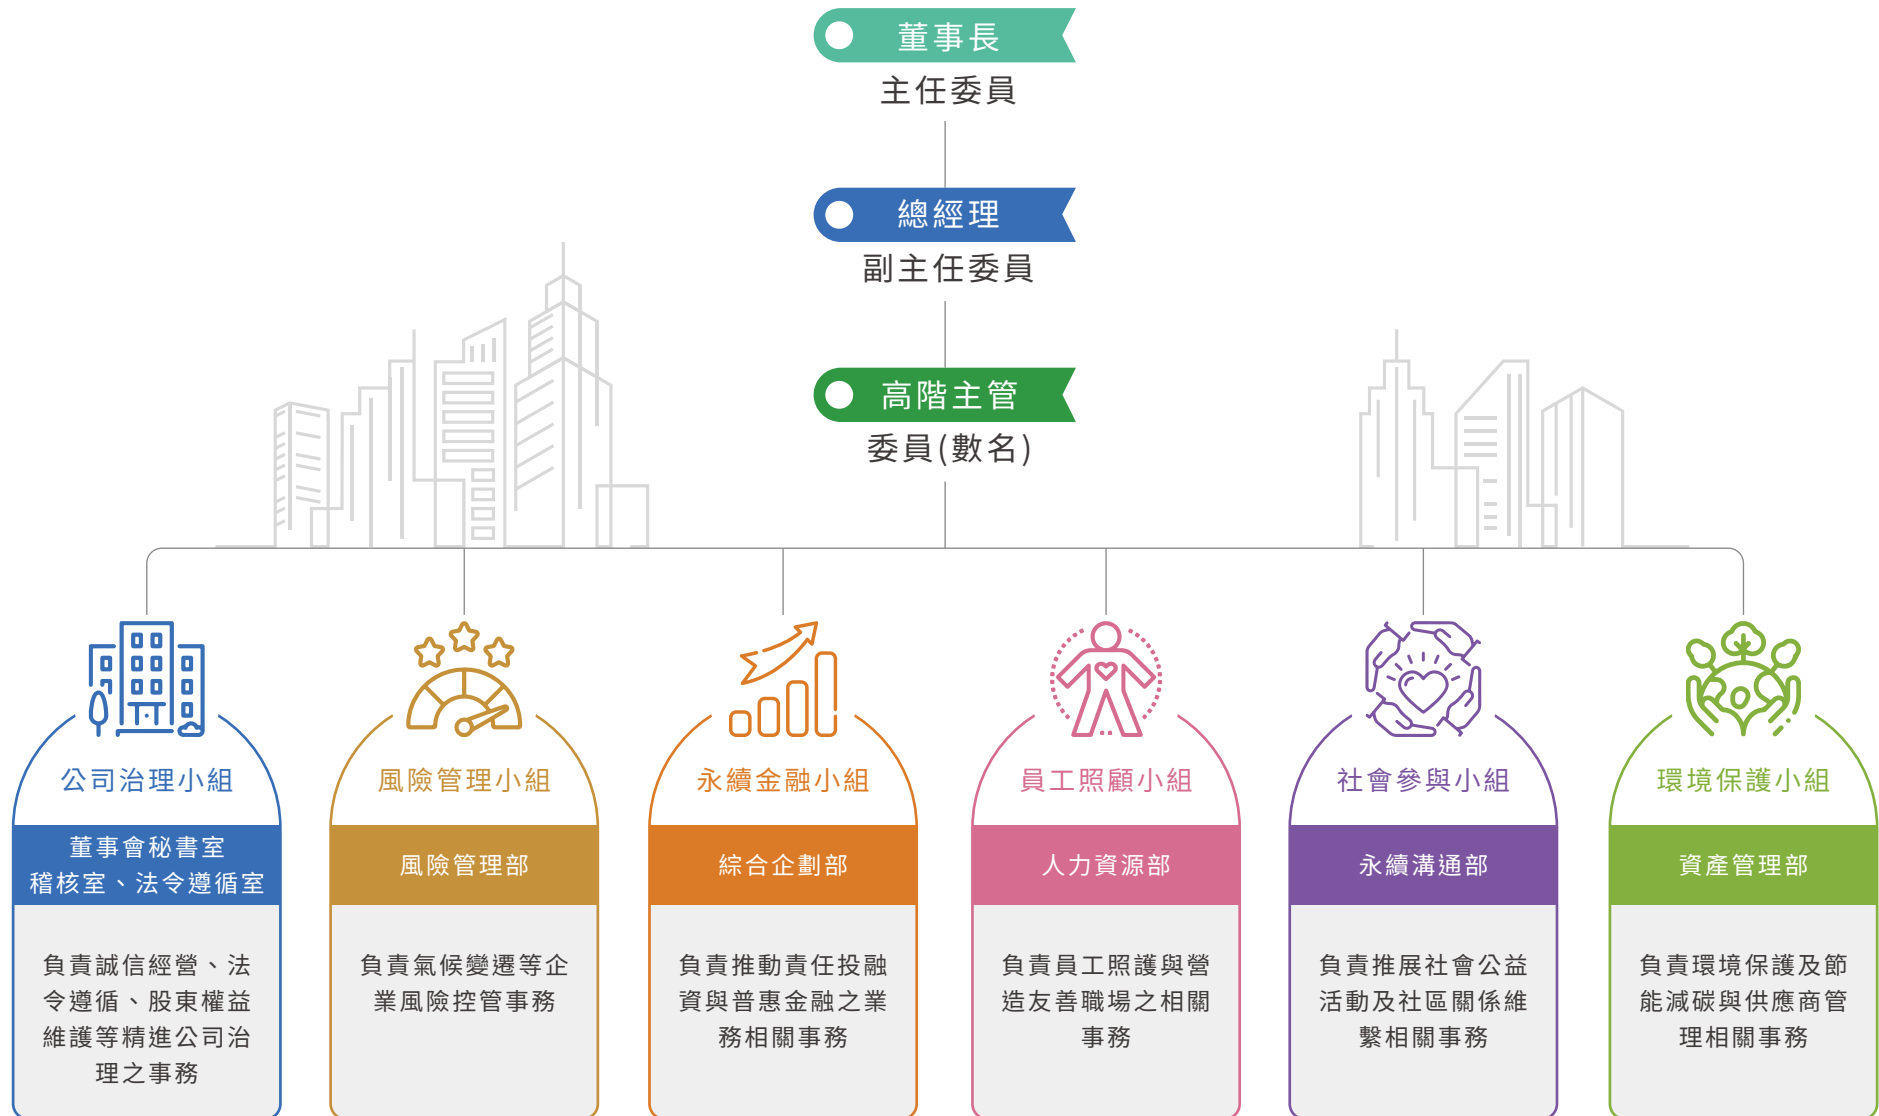 董事長
主任委員
總經理
副主任委員
高階主管
委員(數名)
公司治理小組
董事會秘書室
稽核室、法令遵循室
負責誠信經營、法
令遵循、股東權益
維護等精進公司治
理之事務
風險管理小組
風險管理部
負責氣候變遷等企
業風險控管事務
永續金融小組
綜合企劃部
負責推動責任投融
資與普惠金融之業
務相關事務
員工照顧小組
人力資源部
負責員工照護與營
造友善職場之相關
事務
社會參與小組
永續溝通部
負責推展社會公益
活動及社區關係維
繫相關事務
環境保護小組
資產管理部
負責環境保護及節
能減碳與供應商管
理相關事務